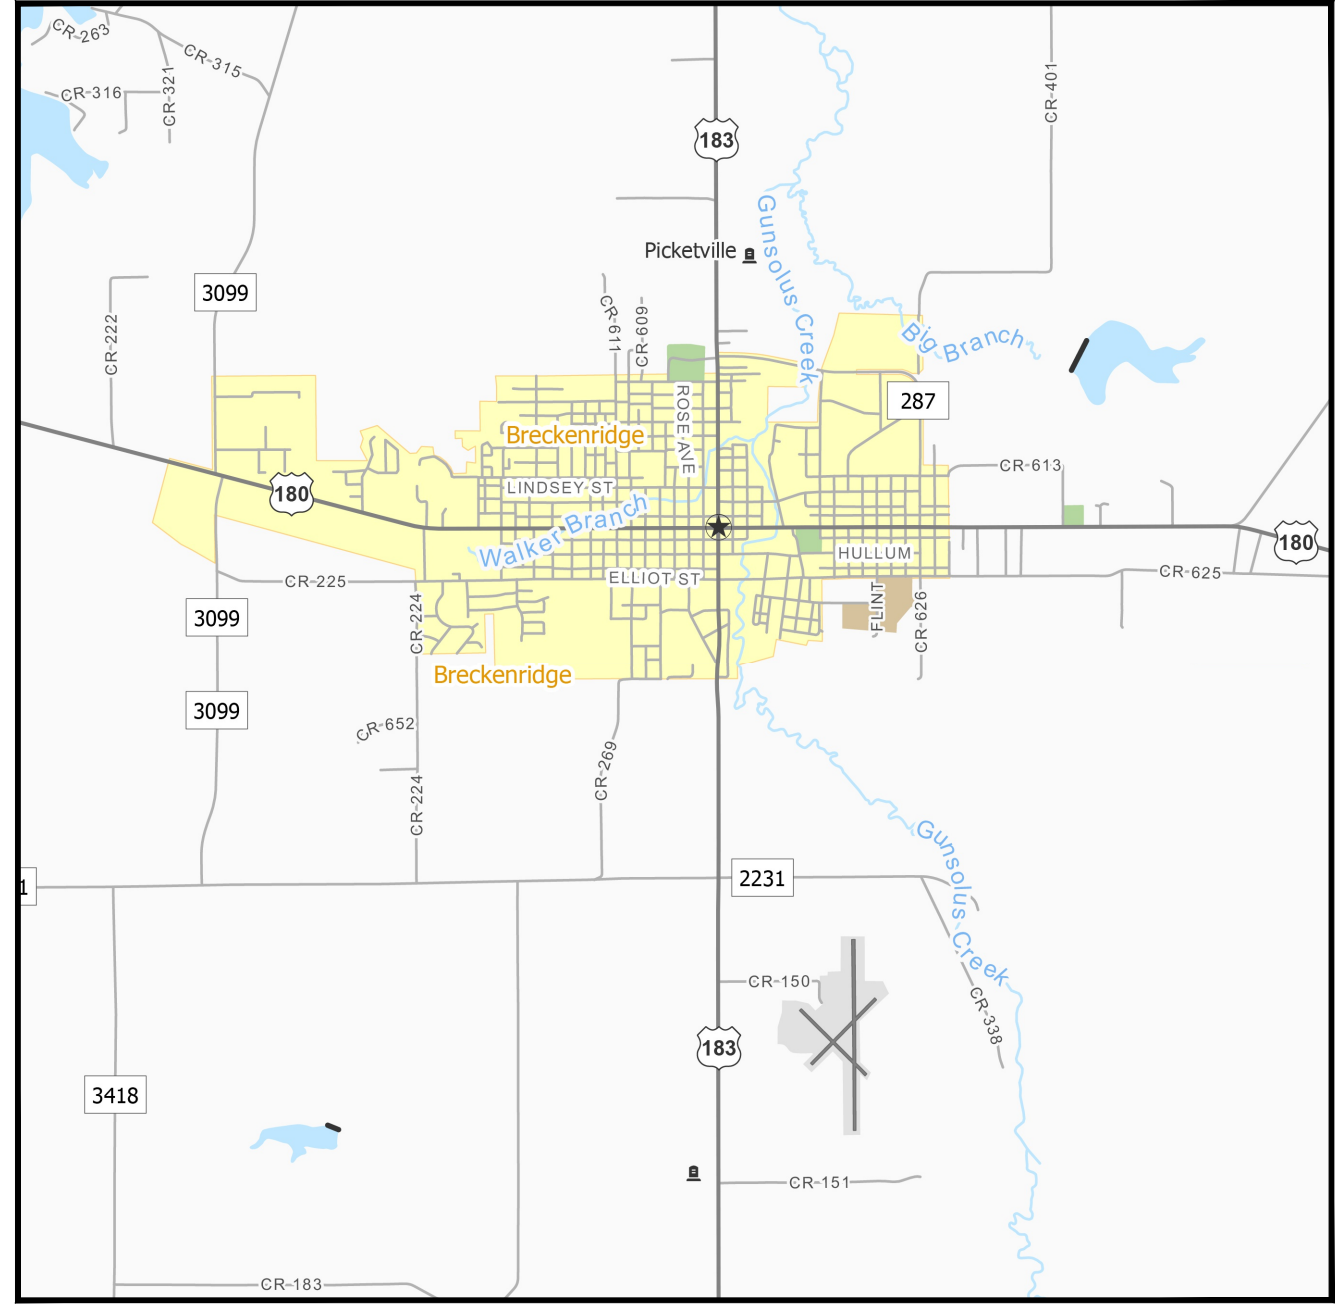 CR-263
CR-315
CR-316
CR-321
CR-401
183
Gunsolus Creek
Picketville
3099
CR-222
CR-611
CR-609
Big Branch
287
ROSE AVE
Breckenridge
CR-613
180
LINDSEY ST
Walker Branch
180
HULLUM
CR-225
ELLIOT ST
CR-625
3099
CR-224
FLINT
CR-626
Breckenridge
3099
CR-652
CR-269
CR-224
Gunsolus Creek
1
2231
CR-150
CR-338
183
3418
CR-151
CR-183